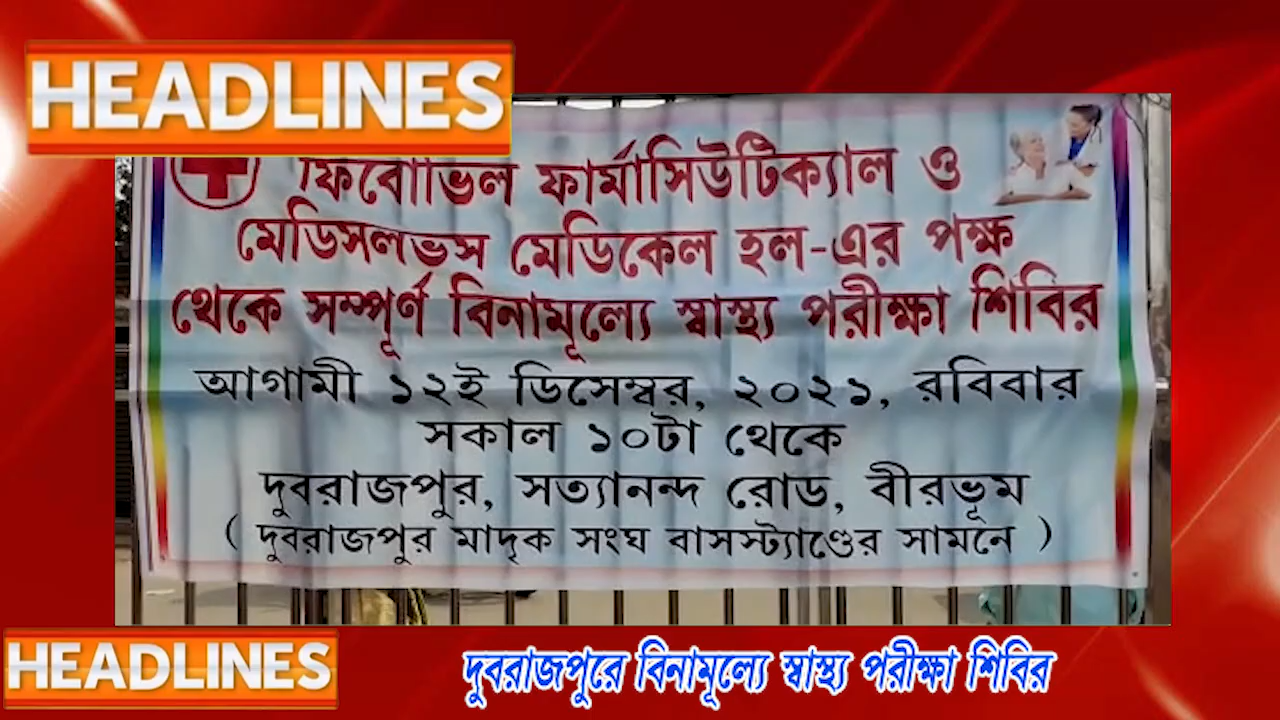 HEADLINES
ফিবোভিল ফার্মাসিউটিক্যাল ও
মেডিসলভস মেডিকেল হল-এর পক্ষ
থেকে সম্পূর্ণ বিনামূল্যে স্বাস্থ্য পরীক্ষা শিবির
আগামী ১২ই ডিসেম্বর, ২০২১, রবিবার
সকাল ১০টা থেকে
দুবরাজপুর, সত্যানন্দ রোড, বীরভূম
( দুবরাজপুর মাদৃক সংঘ বাসস্ট্যাণ্ডের সামনে )
HEADLINES
দুবরাজপুরে বিনামূল্যে স্বাস্থ্য পরীক্ষা শিবির